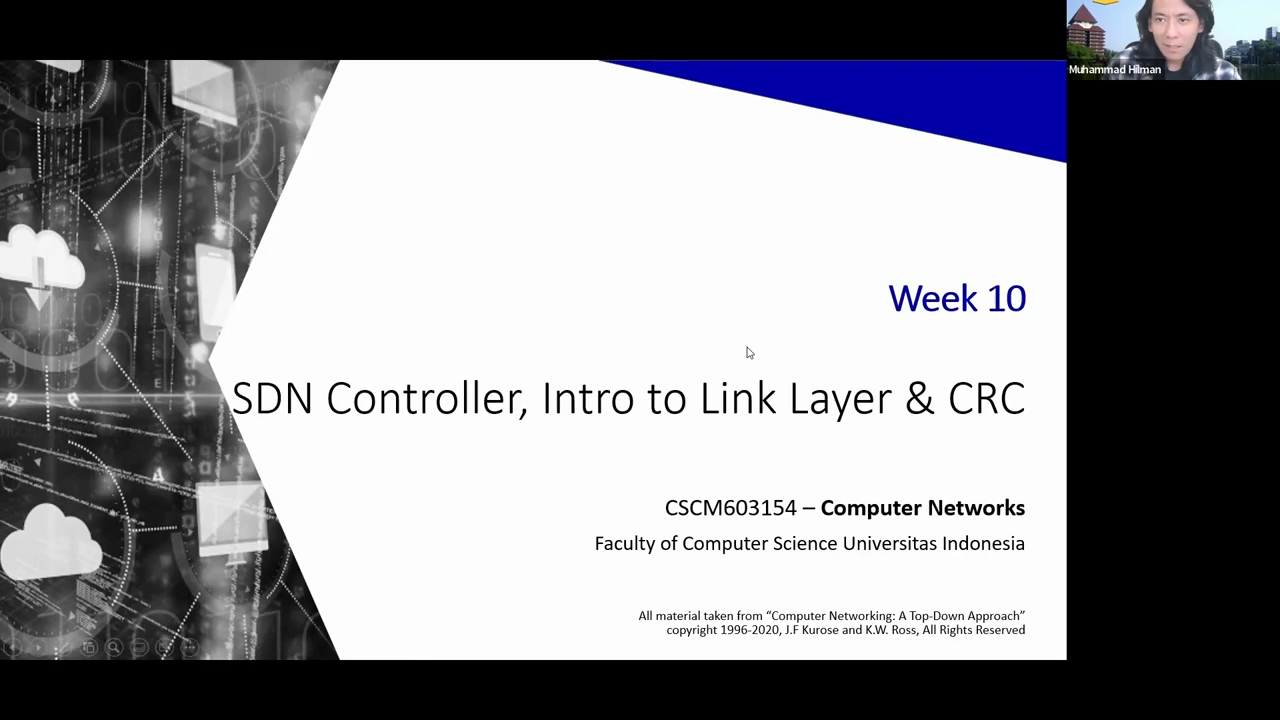 Muhammad Hilman
Week 10
SDN Controller, Intro to Link Layer & CRC
CSCM603154 – Computer Networks
Faculty of Computer Science Universitas Indonesia
All material taken from “Computer Networking: A Top-Down Approach”
copyright 1996-2020, J.F Kurose and K.W. Ross, All Rights Reserved